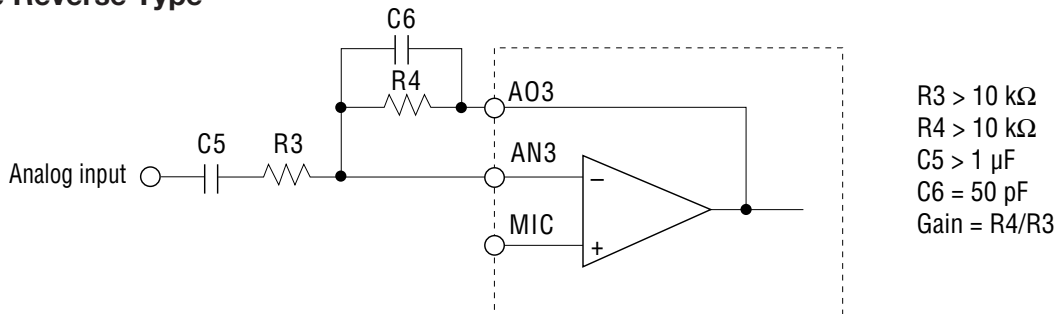 Reverse Type
C6
R4
AO3
C5
R3
AN3
Analog input
–
MIC
+
R3 > 10 kΩ
R4 > 10 kΩ
C5 > 1 µF
C6 = 50 pF
Gain = R4/R3